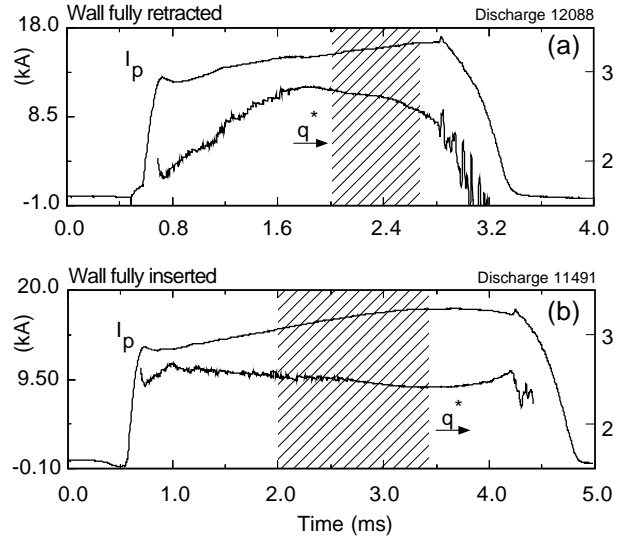 Wall fully retracted
Discharge 12088
18.0
(a)
I_p
3
(kA)
8.5
q*
2
-1.0
0.0 0.8 1.6 2.4 3.2 4.0
Wall fully inserted
Discharge 11491
20.0
(b)
I_p
3
(kA)
9.50
q*
2
-0.10
0.0 1.0 2.0 3.0 4.0 5.0
Time (ms)